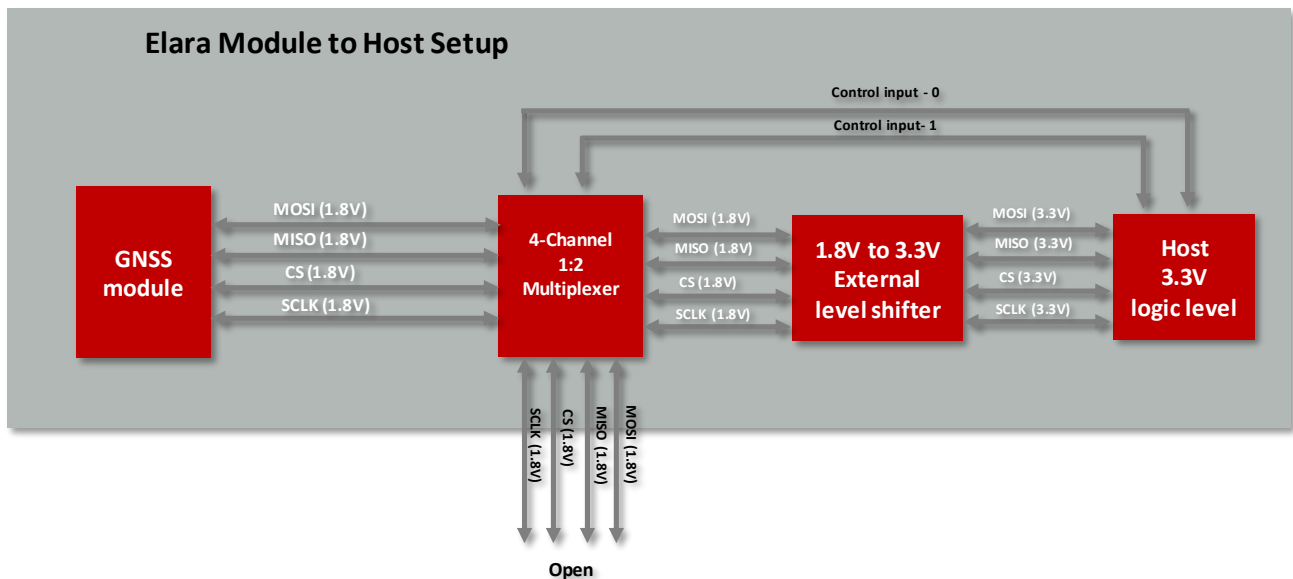 Elara Module to Host Setup
Control input - 0
Control input- 1
GNSS
module
MOSI (1.8V)
MISO (1.8V)
CS (1.8V)
SCLK (1.8V)
4-Channel
1:2
Multiplexer
MOSI (1.8V)
MISO (1.8V)
CS (1.8V)
SCLK (1.8V)
1.8V to 3.3V
External
level shifter
MOSI (3.3V)
MISO (3.3V)
CS (3.3V)
SCLK (3.3V)
Host
3.3V
logic level
SCLK (1.8V)
CS (1.8V)
MISO (1.8V)
MOSI (1.8V)
Open